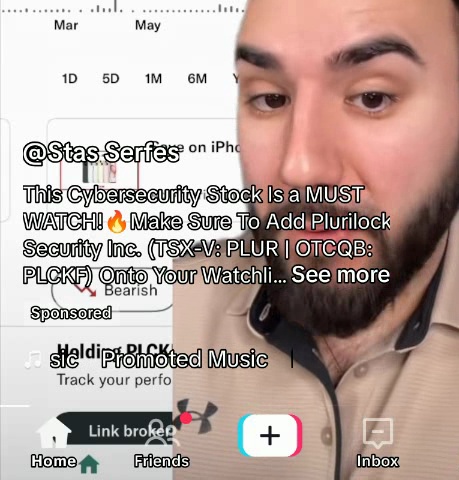 Mar May
1D 5D 1M 6M
on iPho
@Stas Serfes
This Cybersecurity Stock Is a MUST
WATCH!🔥Make Sure To Add Plurilock
Security Inc. (TSX-V: PLUR | OTCQB:
PLCKF) Onto Your Watchli... See more
Bearish
Sponsored
Holding PLCK
sic Promoted Music
Track your perfo
Link broker
Home Friends Inbox